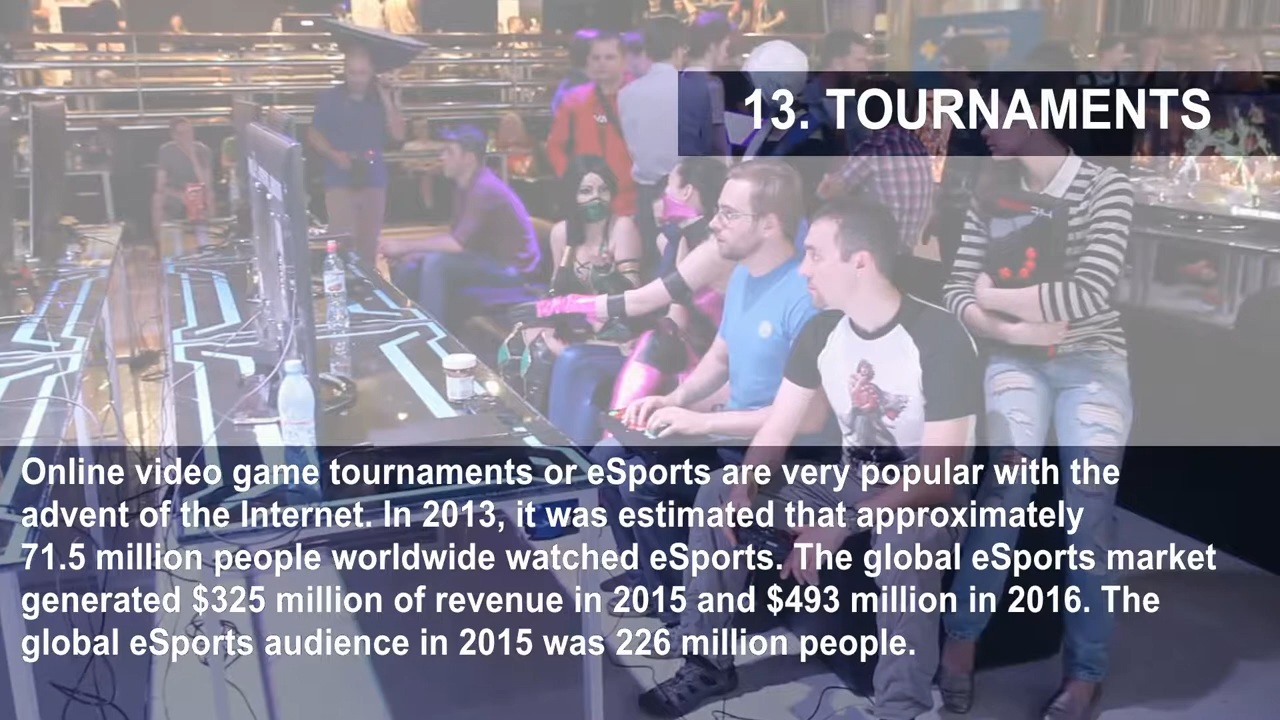 13. TOURNAMENTS
Online video game tournaments or eSports are very popular with the
advent of the Internet. In 2013, it was estimated that approximately
71.5 million people worldwide watched eSports. The global eSports market
generated $325 million of revenue in 2015 and $493 million in 2016. The
global eSports audience in 2015 was 226 million people.